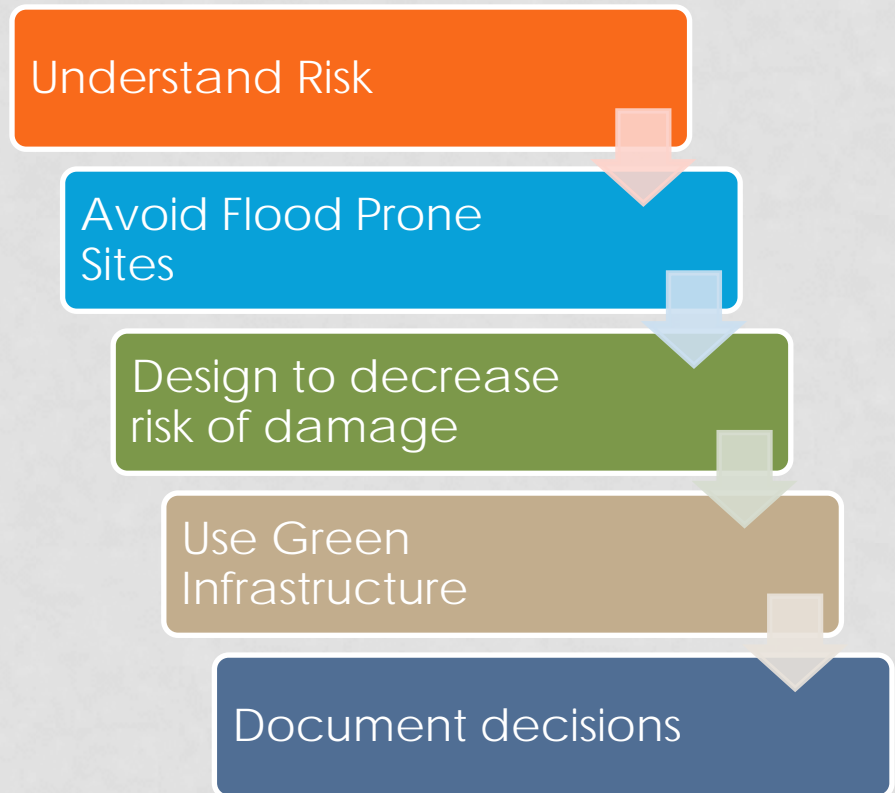 Understand Risk
Avoid Flood Prone
Sites
Design to decrease
risk of damage
Use Green
Infrastructure
Document decisions